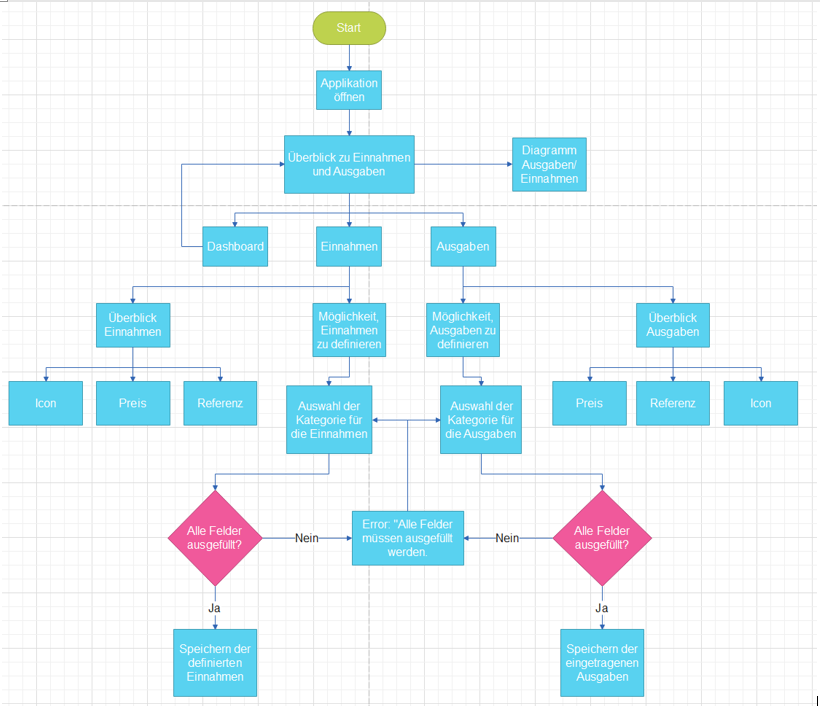 Start
Applikation
öffnen
Überblick zu Einnahmen
und Ausgaben
Diagramm
Ausgaben/
Einnahmen
Dashboard
Einnahmen
Ausgaben
Überblick
Einnahmen
Möglichkeit,
Einnahmen
zu definieren
Möglichkeit,
Ausgaben zu
definieren
Überblick
Ausgaben
Icon
Preis
Referenz
Auswahl der
Kategorie für
die Einnahmen
Auswahl der
Kategorie für
die Ausgaben
Preis
Referenz
Icon
Alle Felder
ausgefüllt?
Nein
Error: "Alle Felder
müssen ausgefüllt
werden.
Nein
Alle Felder
ausgefüllt?
Ja
Ja
Speichern der
definierten
Einnahmen
Speichern der
eingetragenen
Ausgaben